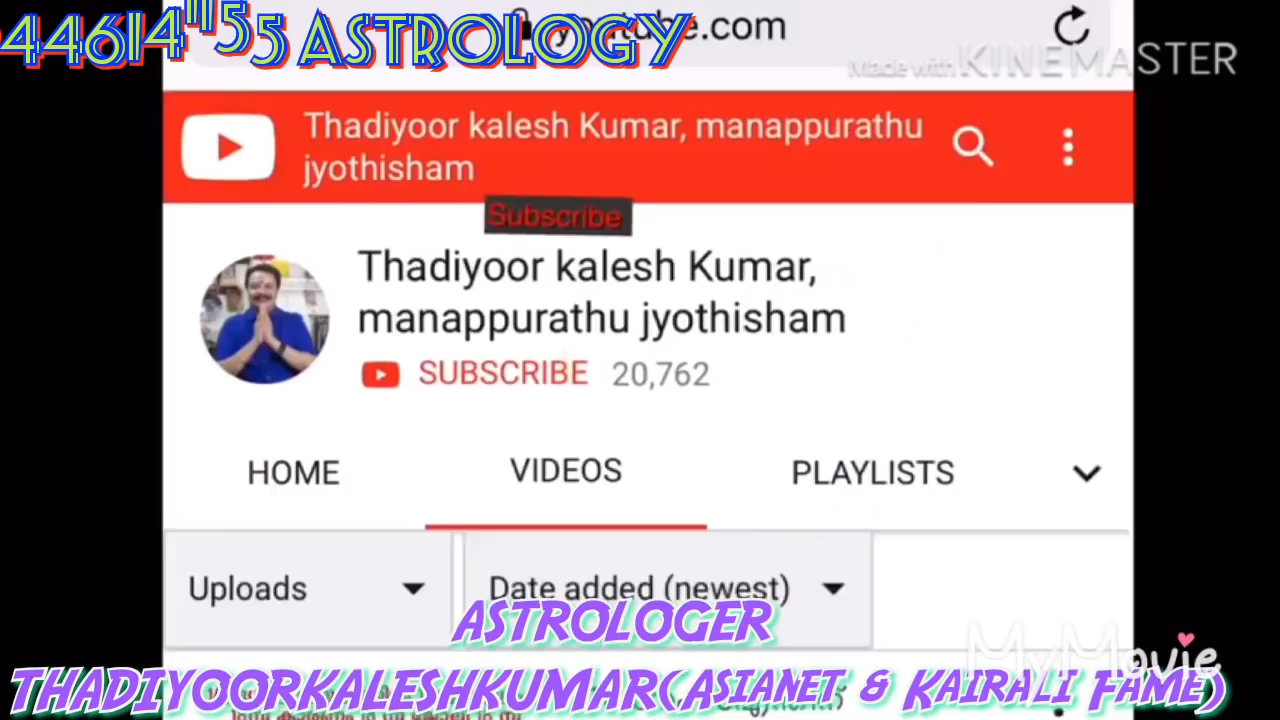 44614"55 ASTROLOGY
youtube.com
Made with KINEMASTER
Thadiyoor kalesh Kumar, manappurathu
jyothisham
Subscribe
Thadiyoor kalesh Kumar,
manappurathu jyothisham
SUBSCRIBE 20,762
HOME VIDEOS PLAYLISTS
Uploads Date added (newest)
ASTROLOGER
MyMovie
THADIYOORKALESHKUMAR(ASIANET & KAIRALI FAME)